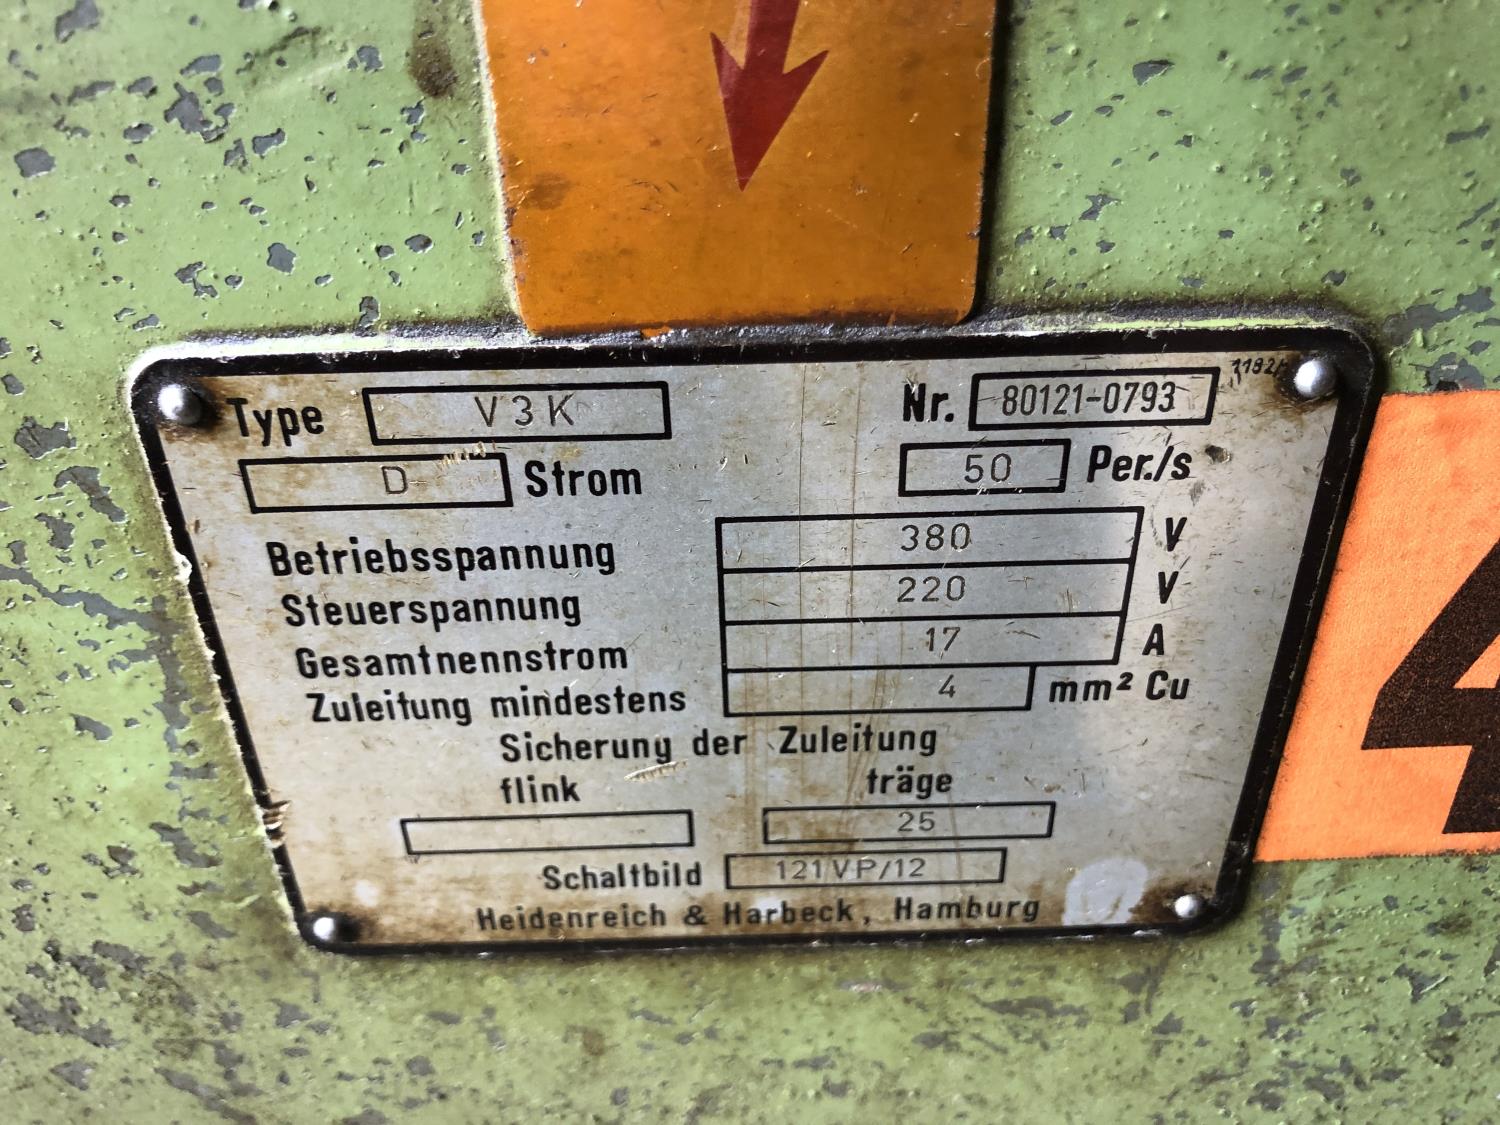 Type V3K Nr. 80121-0793
D Strom 50 Per./s
Betriebsspannung 380 V
Steuerspannung 220 V
Gesamtnennstrom 17 A
Zuleitung mindestens 4 mm² Cu
Sicherung der Zuleitung
flink träge
25
Schaltbild 121VP/12
Heidenreich & Harbeck, Hamburg
4